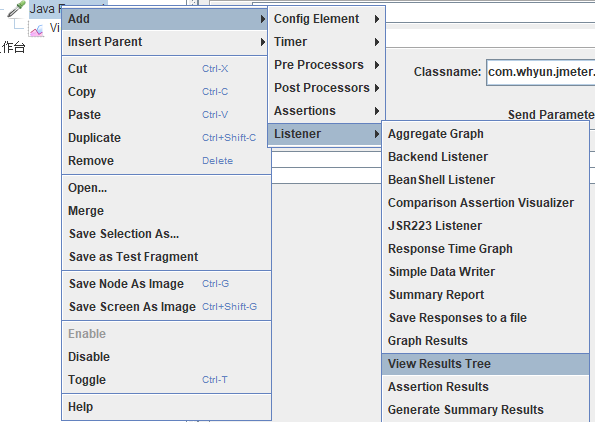 Java
Vi
作台
Add
Insert Parent
Cut Ctrl-X
Copy Ctrl-C
Paste Ctrl-V
Duplicate Ctrl+Shift-C
Remove Delete
Open...
Merge
Save Selection As...
Save as Test Fragment
Save Node As Image Ctrl-G
Save Screen As Image Ctrl+Shift-G
Enable
Disable
Toggle Ctrl-T
Help
Config Element
Timer
Pre Processors
Post Processors
Assertions
Listener
Classname: com.whyun.jmeter.
Send Paramete
Aggregate Graph
Backend Listener
BeanShell Listener
Comparison Assertion Visualizer
JSR223 Listener
Response Time Graph
Simple Data Writer
Summary Report
Save Responses to a file
Graph Results
View Results Tree
Assertion Results
Generate Summary Results